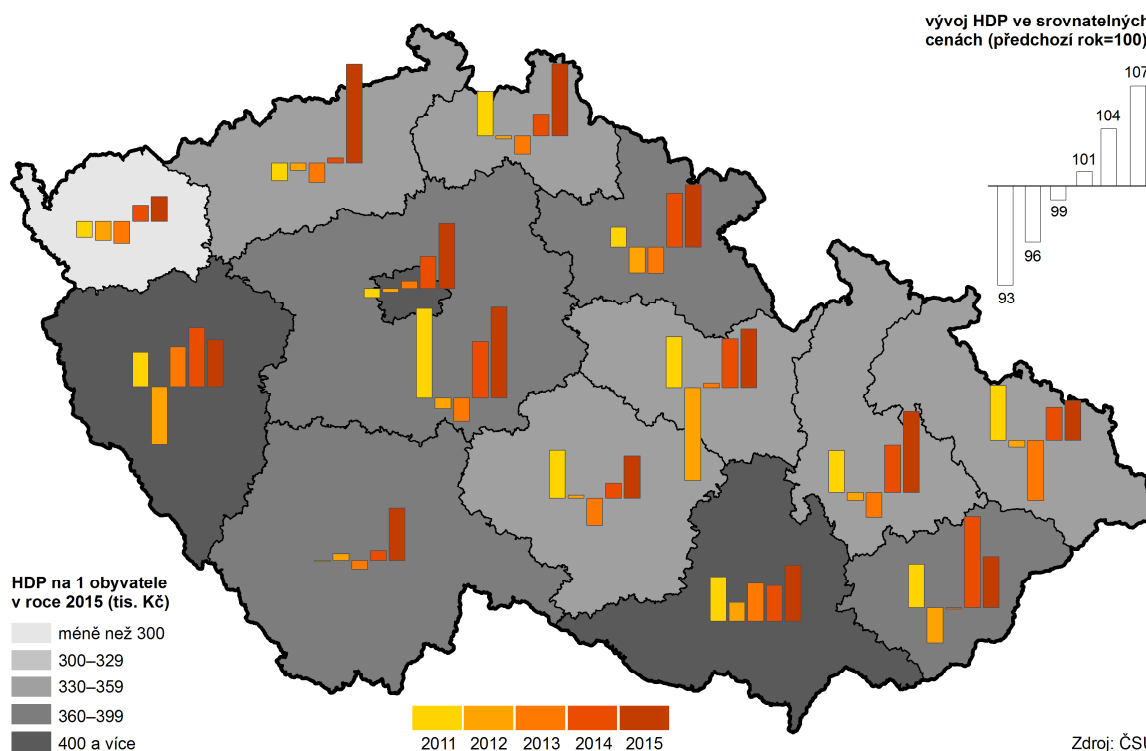 vývoj HDP ve srovnatelných
cenách (předchozí rok=100)
107
104
101
99
96
93
HDP na 1 obyvatele
v roce 2015 (tis. Kč)
méně než 300
300–329
330–359
360–399
400 a více
2011 2012 2013 2014 2015
Zdroj: ČSÚ